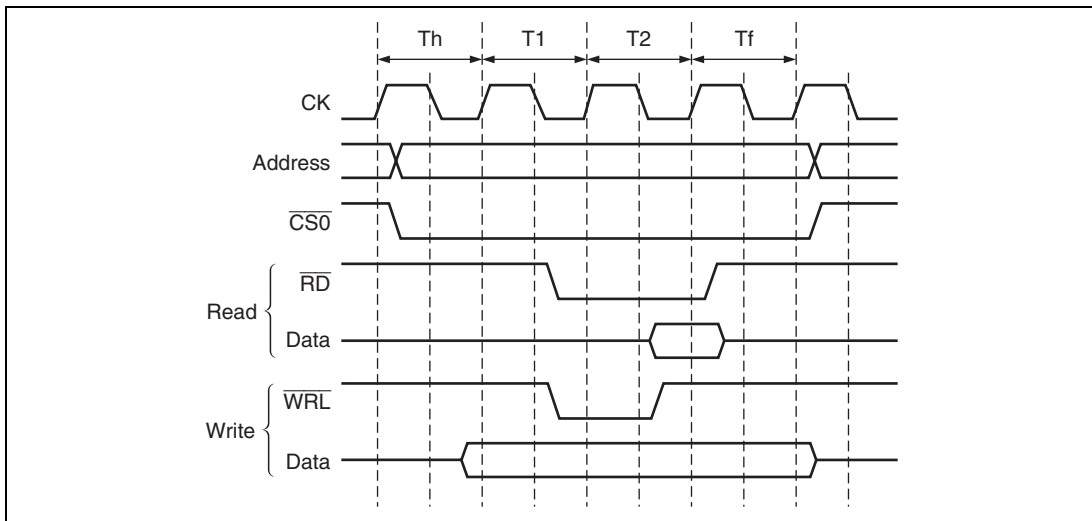 Th T1 T2 Tf
CK
Address
CS0
RD
Read
Data
WRL
Write
Data